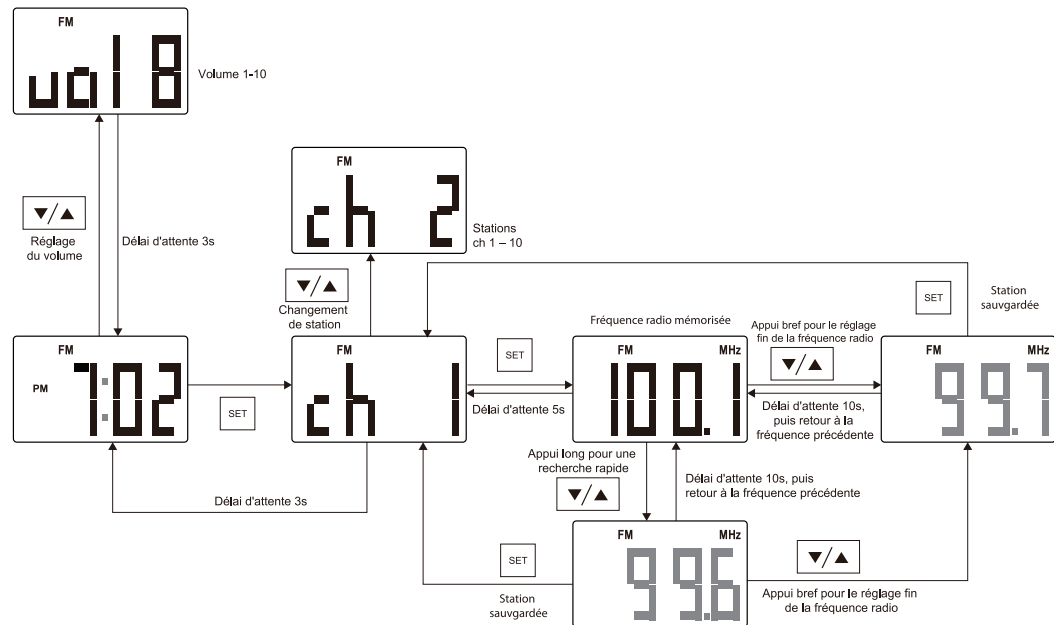 FM
vol 8
Volume 1-10
▼/▲
Réglage
du volume
Délai d'attente 3s
FM
ch 2
Stations
ch 1 – 10
▼/▲
Changement
de station
FM
PM 7:02
SET
FM
ch 1
Délai d'attente 3s
SET
Délai d'attente 5s
Fréquence radio mémorisée
FM MHz
100.1
Appui bref pour le réglage
fin de la fréquence radio
▼/▲
Délai d'attente 10s,
puis retour à la
fréquence précédente
SET
Station
sauvgardée
FM MHz
99.7
Appui long pour une
recherche rapide
▼/▲
Délai d'attente 10s, puis
retour à la fréquence précédente
FM MHz
99.6
SET
Station
sauvgardée
▼/▲
Appui bref pour le réglage fin
de la fréquence radio